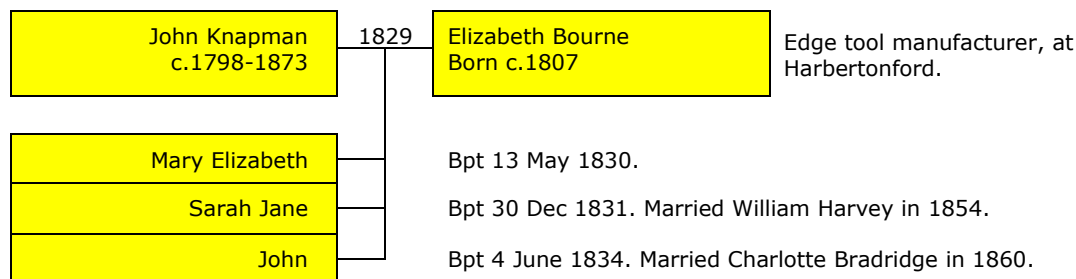 John Knapman
c.1798-1873
1829
Elizabeth Bourne
Born c.1807
Edge tool manufacturer, at
Harbertonford.
Mary Elizabeth
Bpt 13 May 1830.
Sarah Jane
Bpt 30 Dec 1831. Married William Harvey in 1854.
John
Bpt 4 June 1834. Married Charlotte Bradridge in 1860.